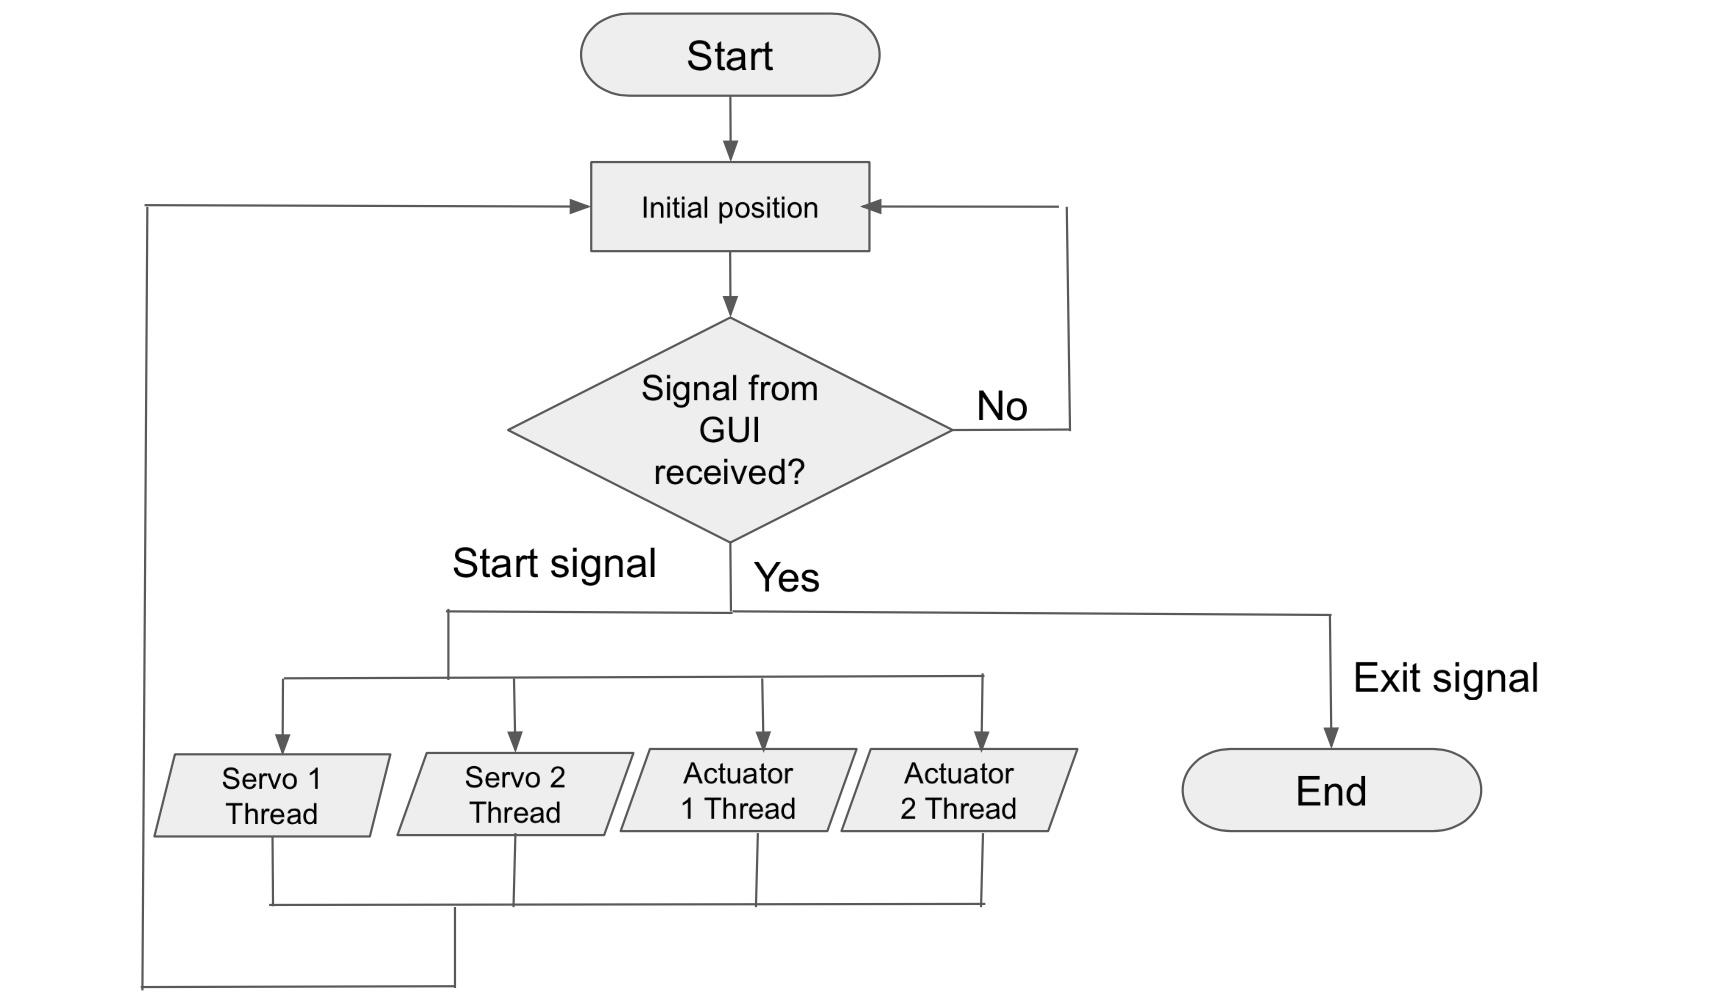 Start
Initial position
Signal from
GUI
received?
No
Start signal
Yes
Exit signal
Servo 1
Thread
Servo 2
Thread
Actuator
1 Thread
Actuator
2 Thread
End